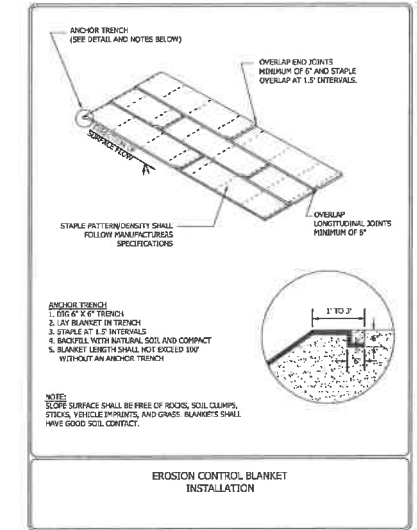 ANCHOR TRENCH
(SEE DETAIL AND NOTES BELOW)
OVERLAP END JOINTS
MINIMUM OF 6" AND STAPLE
OVERLAP AT 1.5' INTERVALS.
DIRECTION OF
SURFACE FLOW
STAPLE PATTERN/DENSITY SHALL
FOLLOW MANUFACTURERS
SPECIFICATIONS
OVERLAP
LONGITUDINAL JOINTS
MINIMUM OF 6"
ANCHOR TRENCH
1. DIG 6" X 6" TRENCH
2. LAY BLANKET IN TRENCH
3. STAPLE AT 1.5' INTERVALS
4. BACKFILL WITH NATURAL SOIL AND COMPACT
5. BLANKET LENGTH SHALL NOT EXCEED 100'
WITHOUT AN ANCHOR TRENCH
1' TO 3'
6"
6"
NOTE:
SLOPE SURFACE SHALL BE FREE OF ROCKS, SOIL CLUMPS,
STICKS, VEHICLE IMPRINTS, AND GRASS. BLANKETS SHALL
HAVE GOOD SOIL CONTACT.
EROSION CONTROL BLANKET
INSTALLATION